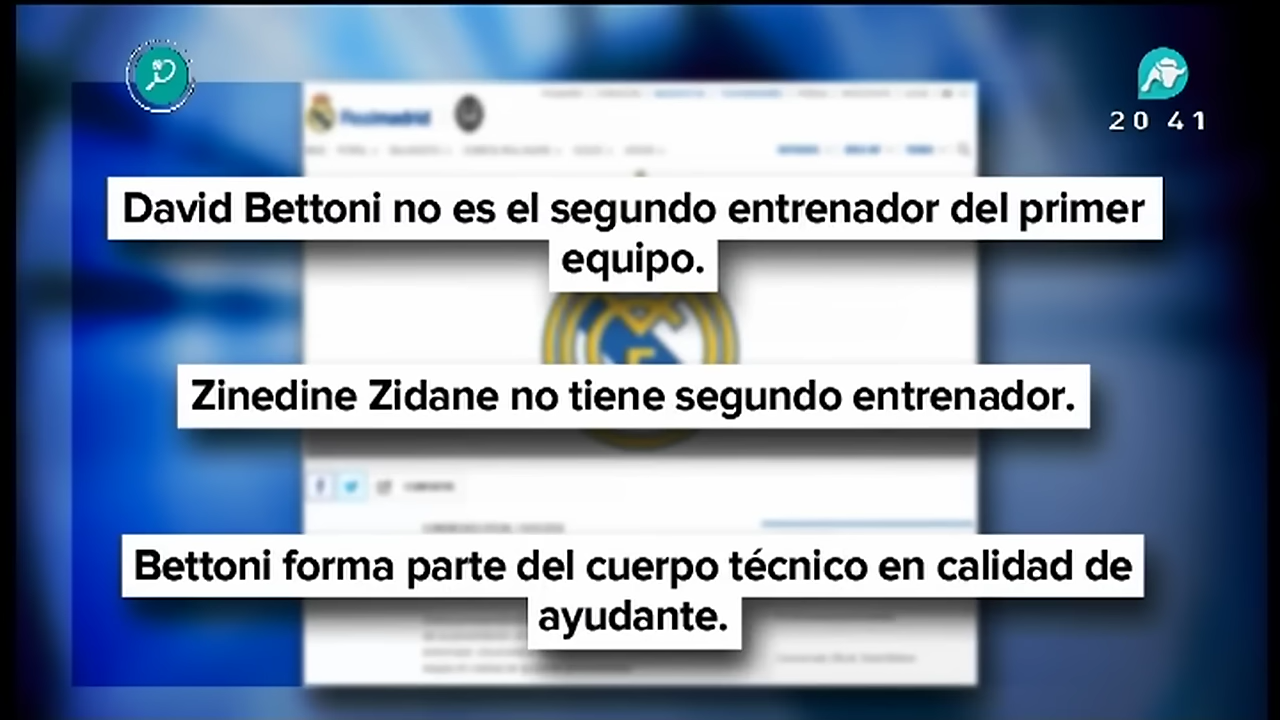 20 41
Realmadrid
David Bettoni no es el segundo entrenador del primer
equipo.
Zinedine Zidane no tiene segundo entrenador.
Bettoni forma parte del cuerpo técnico en calidad de
ayudante.